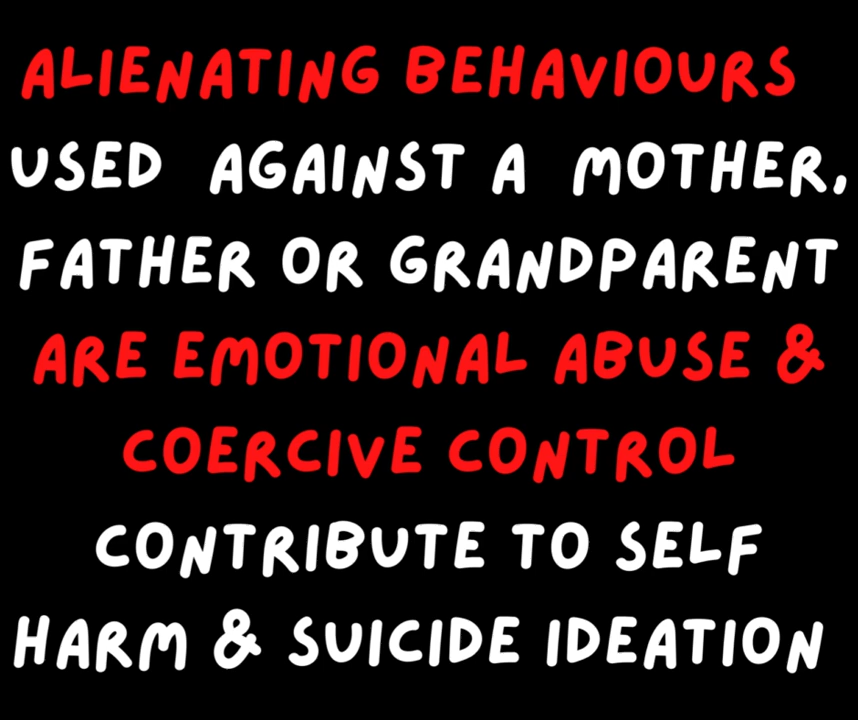 ALIENATING BEHAVIOURS
USED AGAINST A MOTHER,
FATHER OR GRANDPARENT
ARE EMOTIONAL ABUSE &
COERCIVE CONTROL
CONTRIBUTE TO SELF
HARM & SUICIDE IDEATION